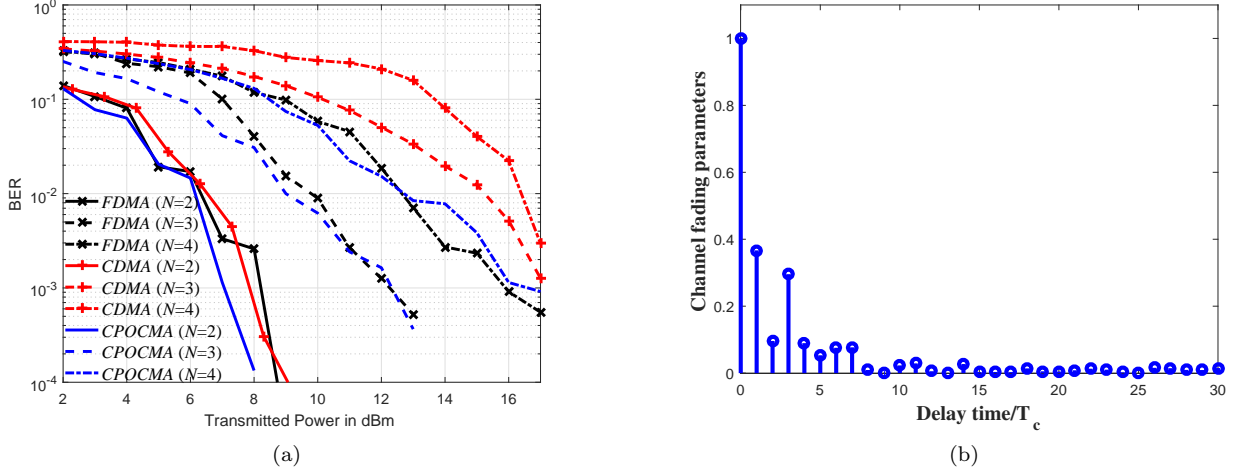 10^0
10^-1
10^-2
10^-3
10^-4
BER
FDMA (N=2)
FDMA (N=3)
FDMA (N=4)
CDMA (N=2)
CDMA (N=3)
CDMA (N=4)
CPOCMA (N=2)
CPOCMA (N=3)
CPOCMA (N=4)
2 4 6 8 10 12 14 16
Transmitted Power in dBm
(a)
1
0.8
0.6
0.4
0.2
0
Channel fading parameters
0 5 10 15 20 25 30
Delay time/T_c
(b)